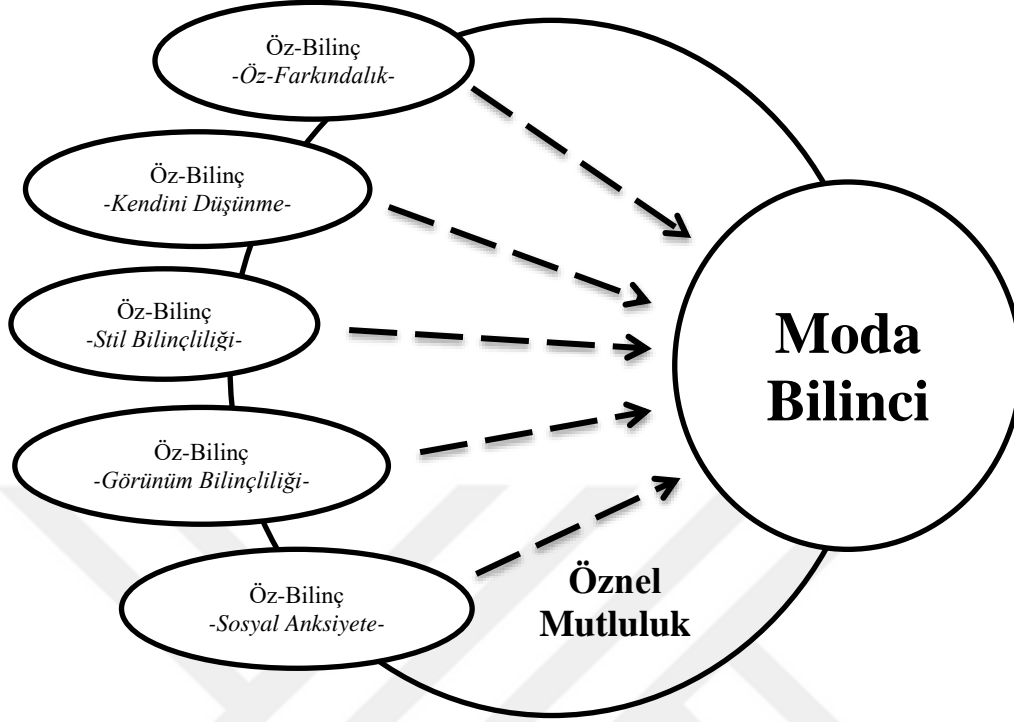 Öz-Bilinç
-Öz-Farkındalık-
Öz-Bilinç
-Kendini Düşünme-
Öz-Bilinç
-Stil Bilinçliliği-
Öz-Bilinç
-Görünüm Bilinçliliği-
Öz-Bilinç
-Sosyal Anksiyete-
Moda
Bilinci
Öznel
Mutluluk